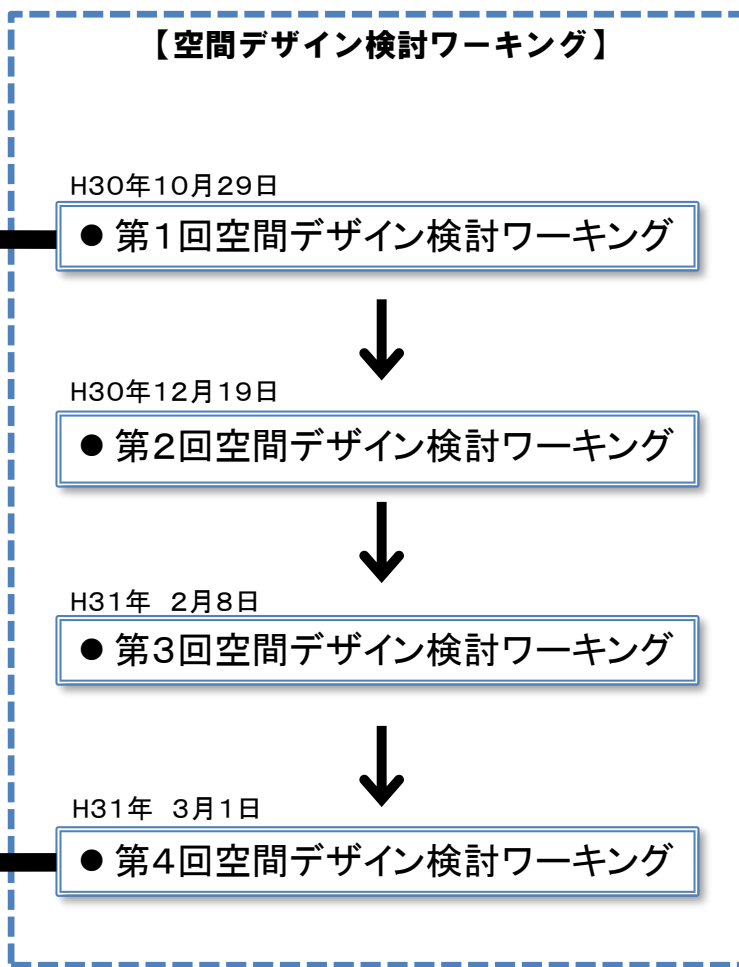 【空間デザイン検討ワーキング】
H30年10月29日
● 第1回空間デザイン検討ワーキング
H30年12月19日
● 第2回空間デザイン検討ワーキング
H31年 2月8日
● 第3回空間デザイン検討ワーキング
H31年 3月1日
● 第4回空間デザイン検討ワーキング